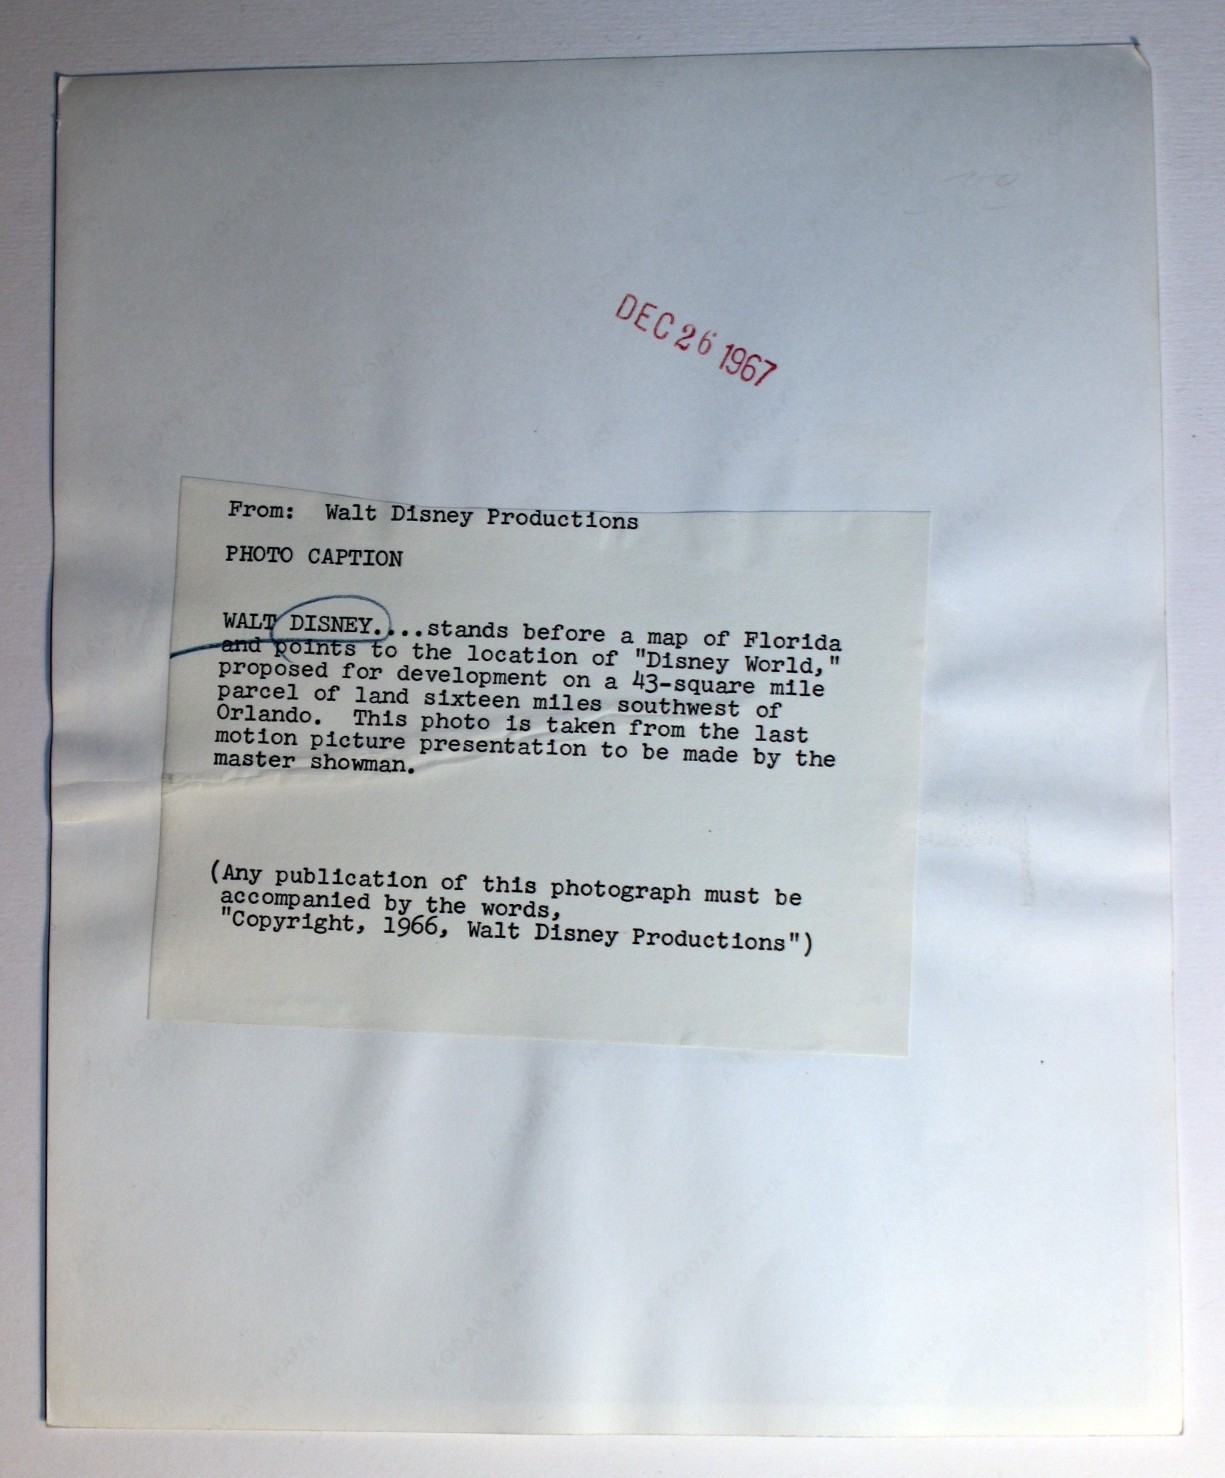 DEC 26 1967
From: Walt Disney Productions
PHOTO CAPTION
WALT DISNEY....stands before a map of Florida
and points to the location of "Disney World,"
proposed for development on a 43-square mile
parcel of land sixteen miles southwest of
Orlando. This photo is taken from the last
motion picture presentation to be made by the
master showman.
(Any publication of this photograph must be
accompanied by the words,
"Copyright, 1966, Walt Disney Productions")
KODAK PAPER